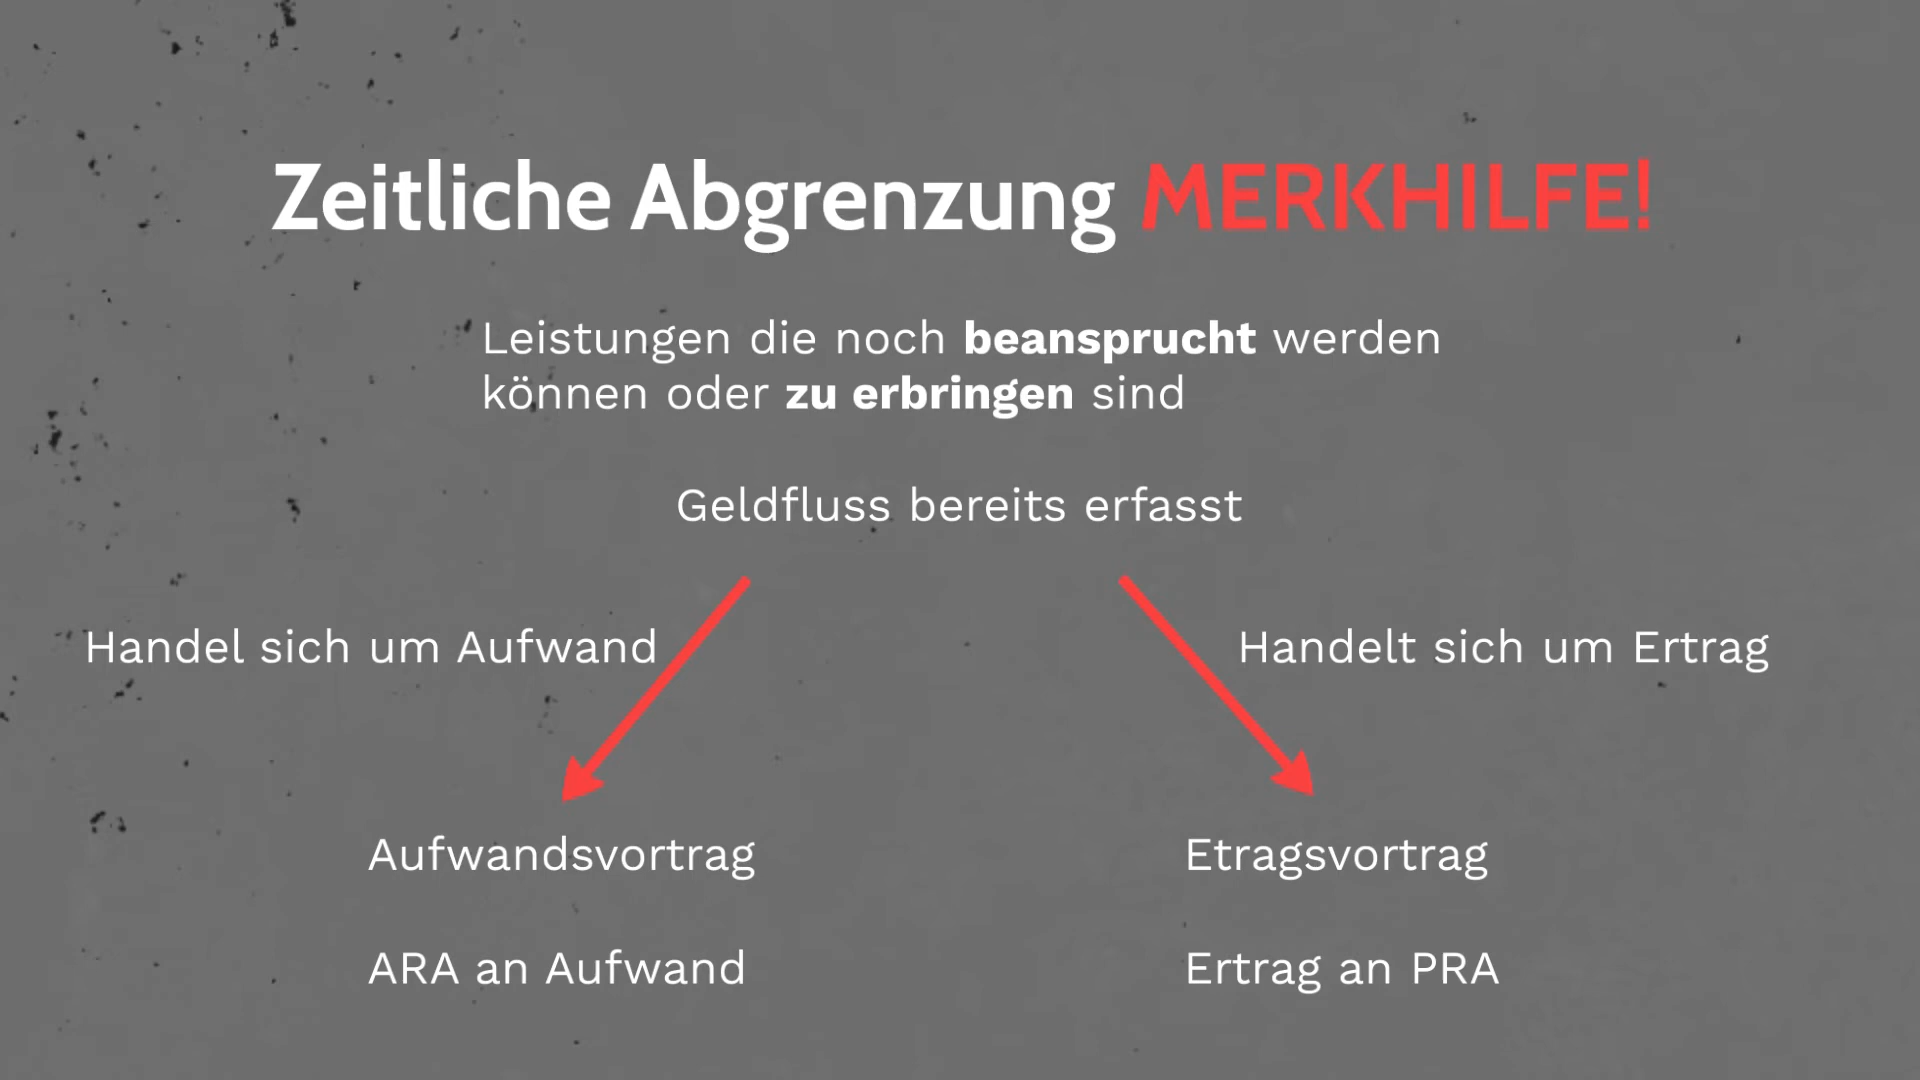 Zeitliche Abgrenzung MERKHILFE!
Leistungen die noch beansprucht werden
können oder zu erbringen sind
Geldfluss bereits erfasst
Handel sich um Aufwand
Handelt sich um Ertrag
Aufwandsvortrag
Etragsvortrag
ARA an Aufwand
Ertrag an PRA